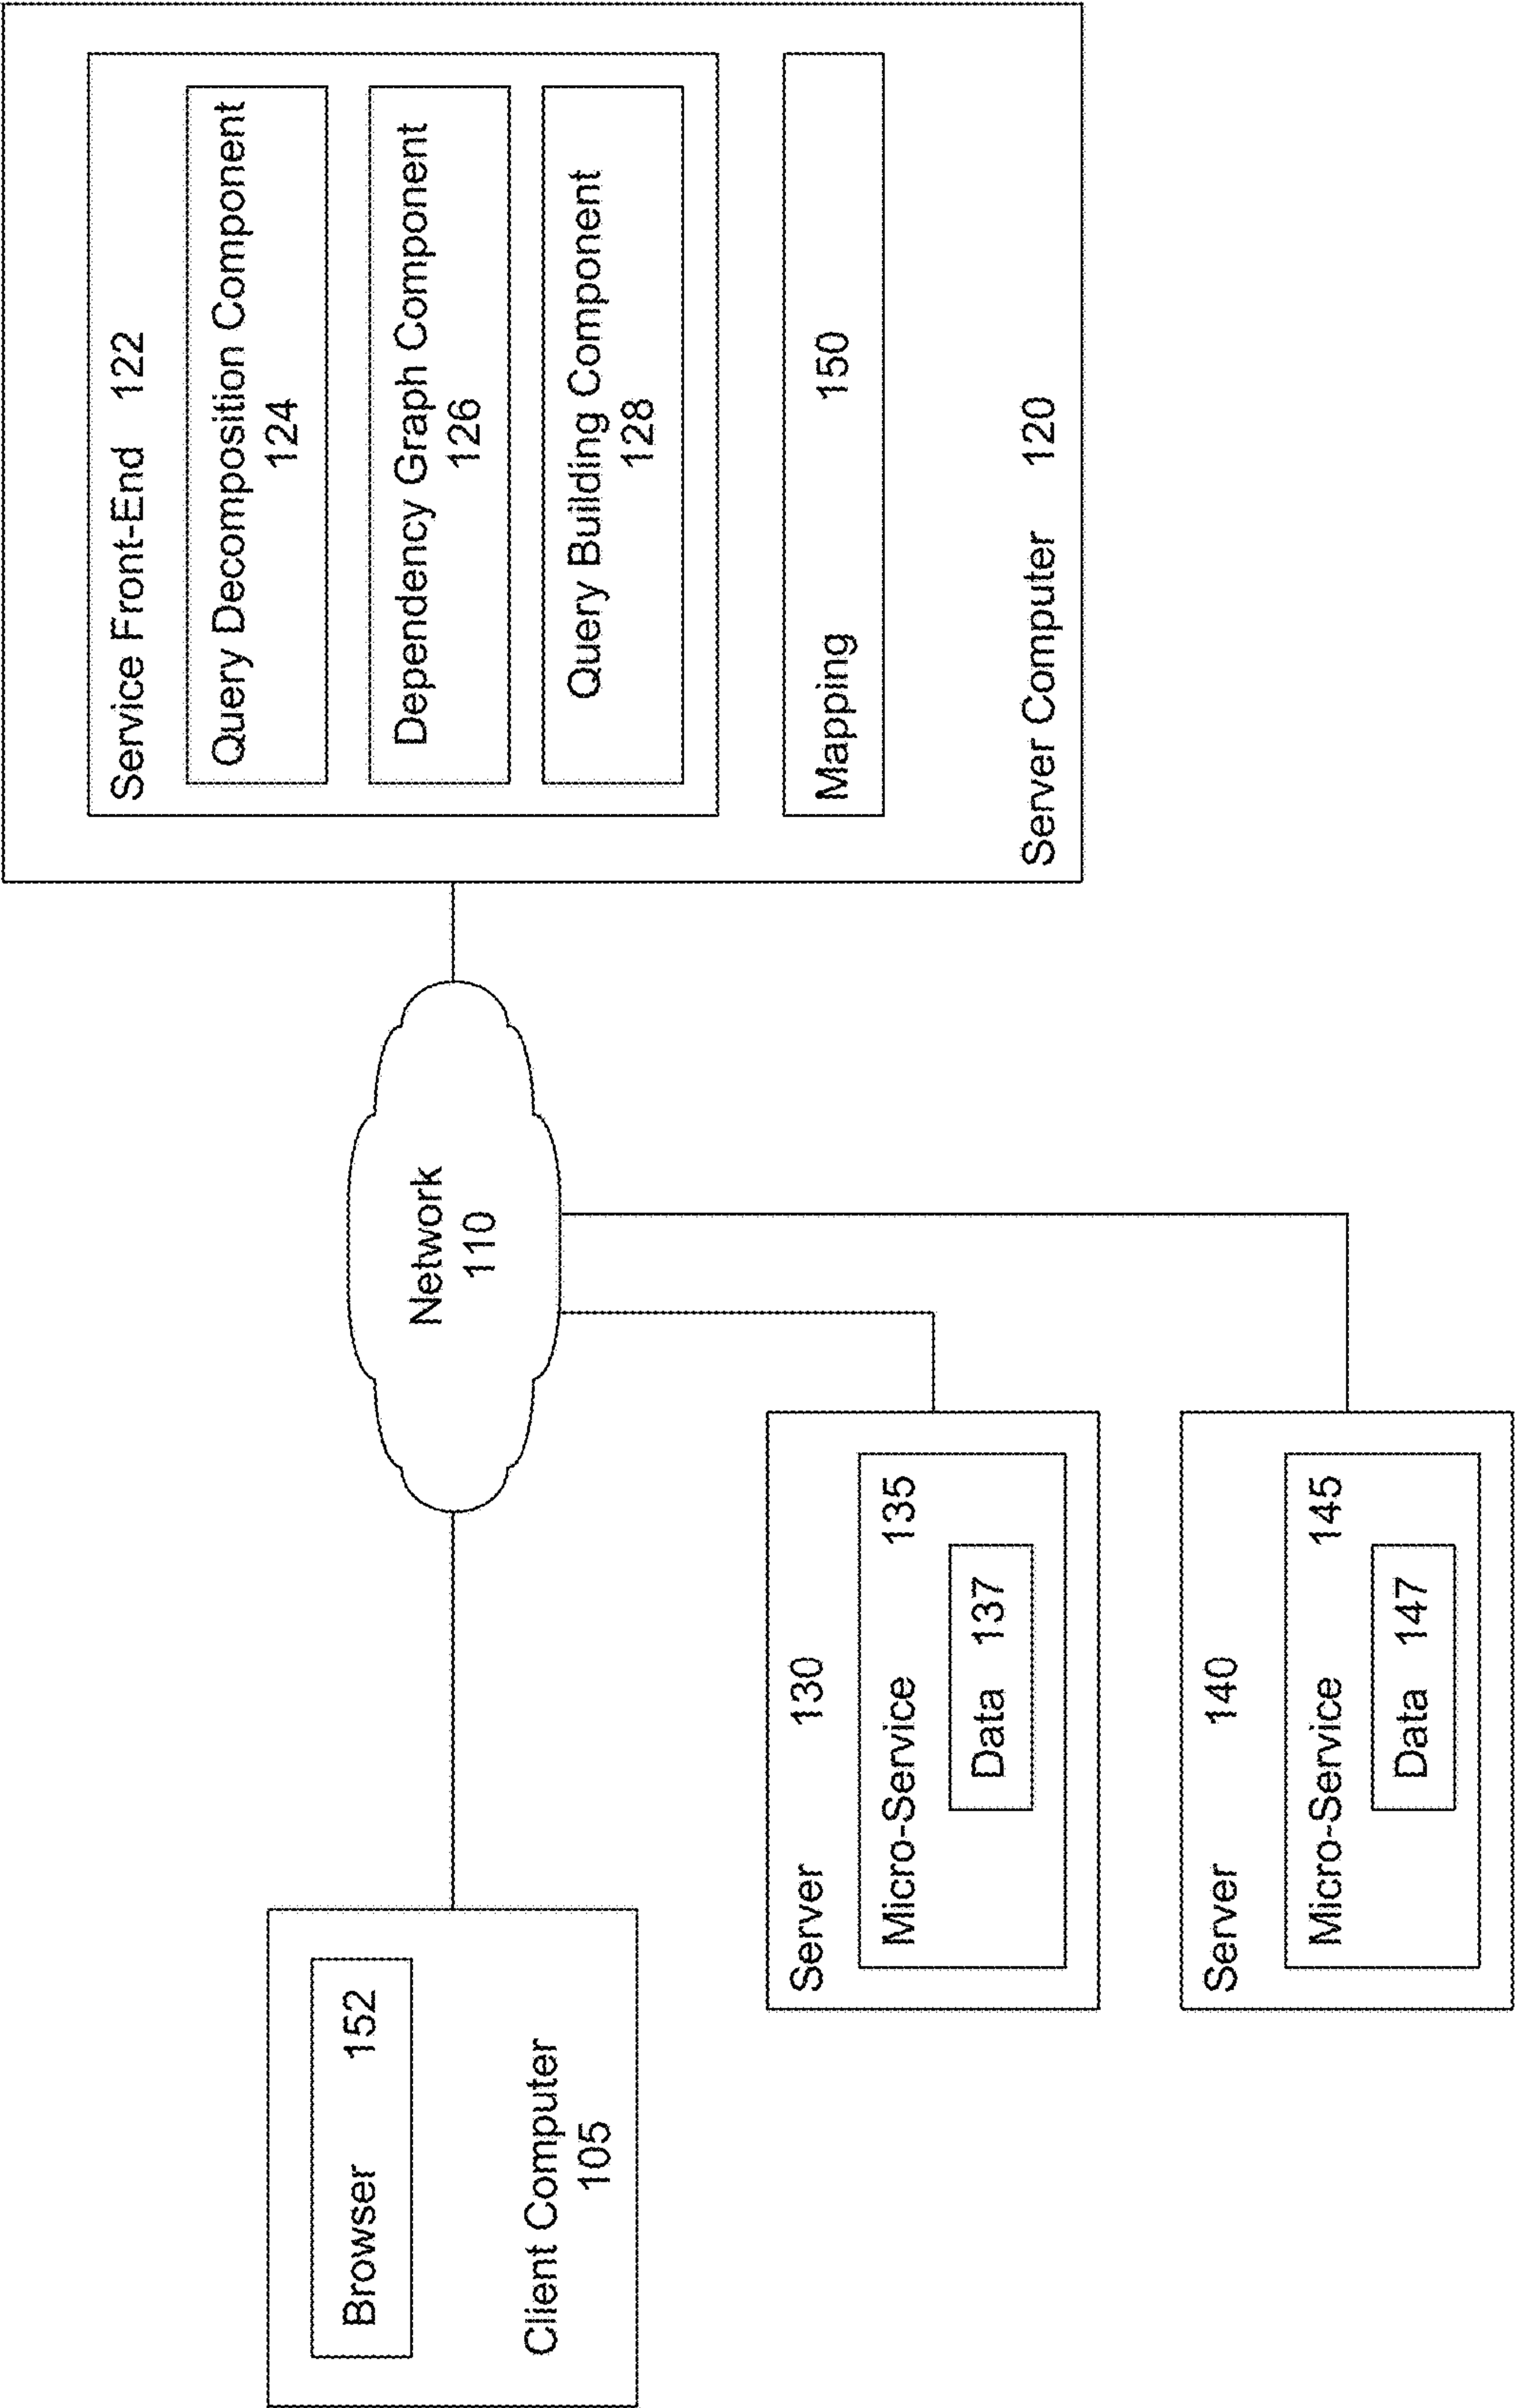 Browser 152
Client Computer
105
Network
110
Service Front-End 122
Query Decomposition Component
124
Dependency Graph Component
126
Query Building Component
128
Mapping 150
Server Computer 120
Server 130
Micro-Service 135
Data 137
Server 140
Micro-Service 145
Data 147